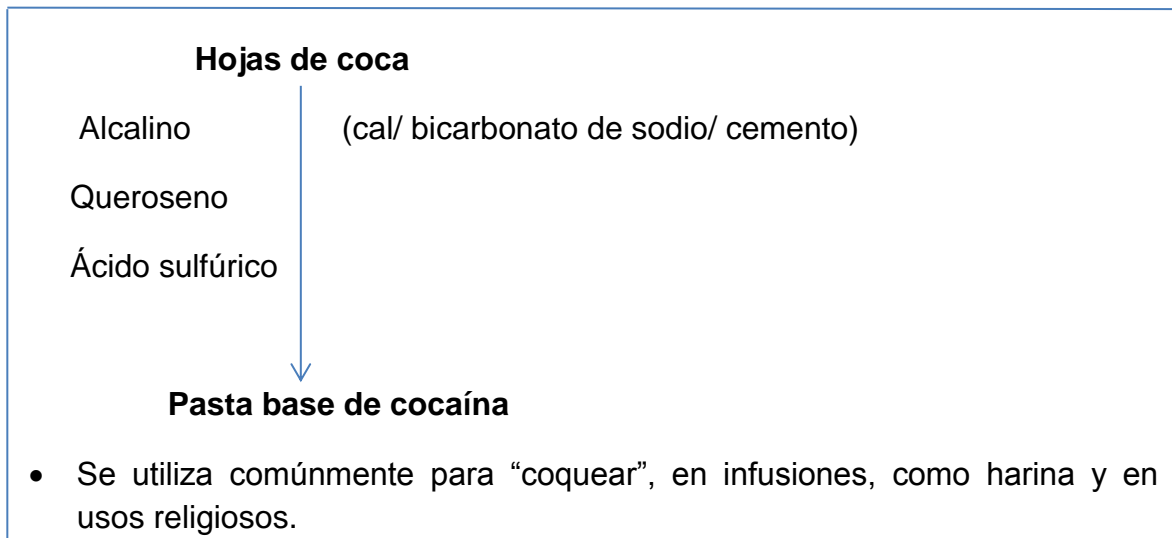 Hojas de coca
Alcalino (cal/ bicarbonato de sodio/ cemento)
Queroseno
Ácido sulfúrico
Pasta base de cocaína
• Se utiliza comúnmente para “coquear”, en infusiones, como harina y en
usos religiosos.